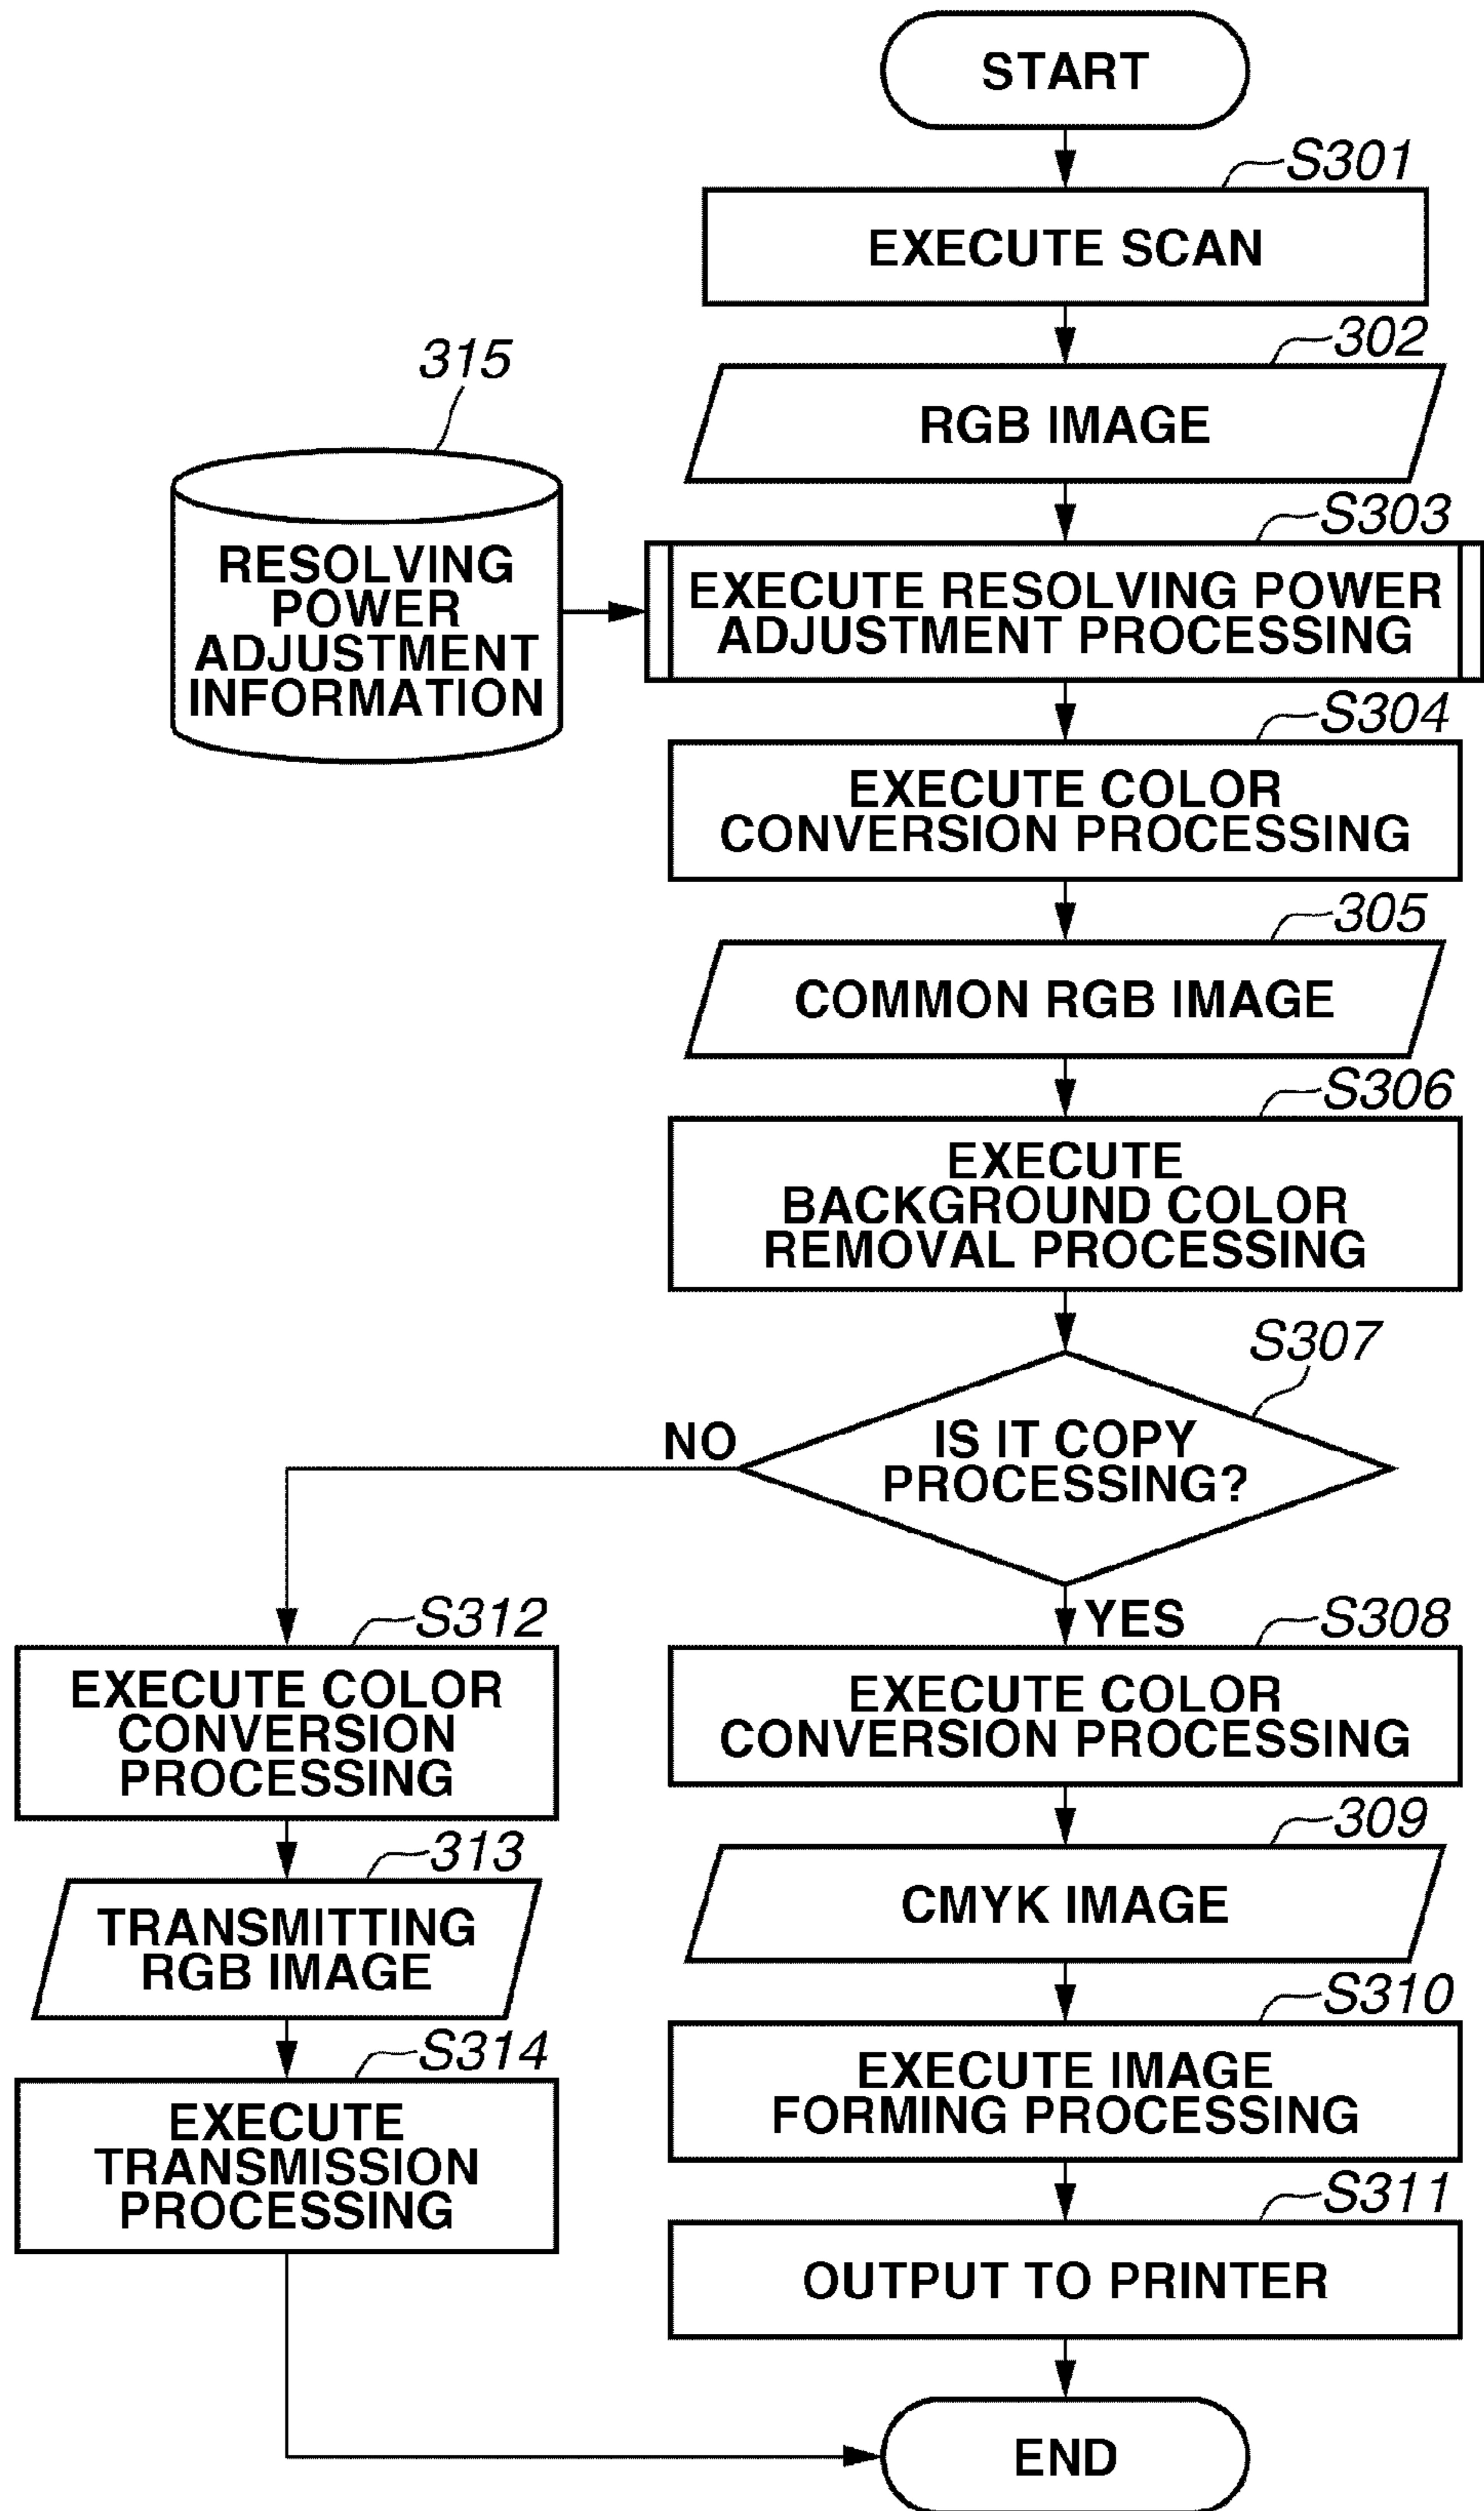 START
S301
EXECUTE SCAN
302
RGB IMAGE
315
RESOLVING
POWER
ADJUSTMENT
INFORMATION
S303
EXECUTE RESOLVING POWER
ADJUSTMENT PROCESSING
S304
EXECUTE COLOR
CONVERSION PROCESSING
305
COMMON RGB IMAGE
S306
EXECUTE
BACKGROUND COLOR
REMOVAL PROCESSING
S307
IS IT COPY
PROCESSING?
NO
YES
S312
EXECUTE COLOR
CONVERSION
PROCESSING
313
TRANSMITTING
RGB IMAGE
S314
EXECUTE
TRANSMISSION
PROCESSING
S308
EXECUTE COLOR
CONVERSION PROCESSING
309
CMYK IMAGE
S310
EXECUTE IMAGE
FORMING PROCESSING
S311
OUTPUT TO PRINTER
END